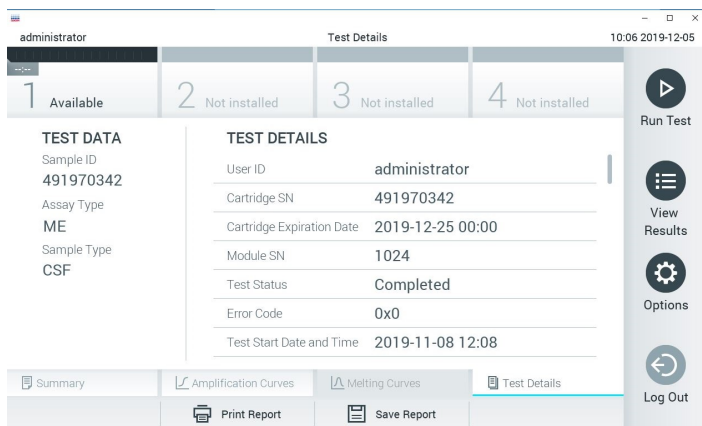 administrator
Test Details
10:06 2019-12-05
--:--
1 Available
2 Not installed
3 Not installed
4 Not installed
TEST DATA
Sample ID
491970342
Assay Type
ME
Sample Type
CSF
TEST DETAILS
User ID administrator
Cartridge SN 491970342
Cartridge Expiration Date 2019-12-25 00:00
Module SN 1024
Test Status Completed
Error Code 0x0
Test Start Date and Time 2019-11-08 12:08
Summary
Amplification Curves
Melting Curves
Test Details
Print Report
Save Report
Run Test
View
Results
Options
Log Out